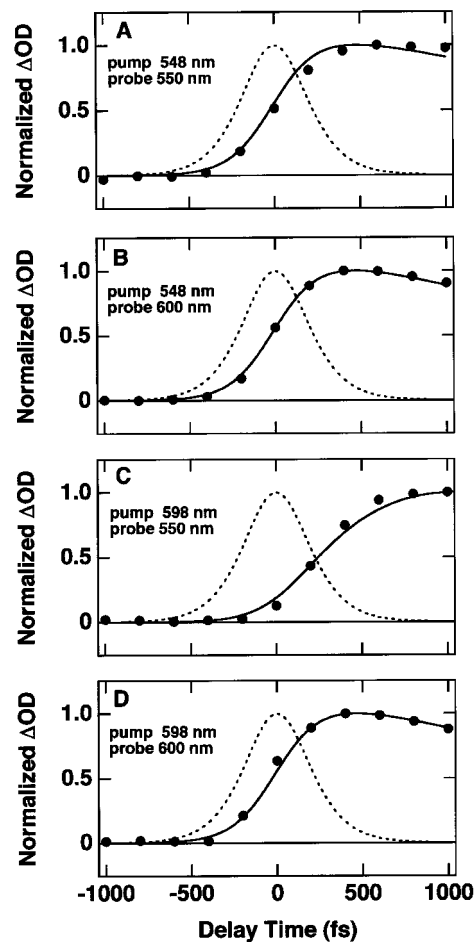 A
pump 548 nm
probe 550 nm
Normalized ΔOD
1.0
0.5
0
B
pump 548 nm
probe 600 nm
Normalized ΔOD
1.0
0.5
0
C
pump 598 nm
probe 550 nm
Normalized ΔOD
1.0
0.5
0
D
pump 598 nm
probe 600 nm
Normalized ΔOD
1.0
0.5
0
-1000 -500 0 500 1000
Delay Time (fs)